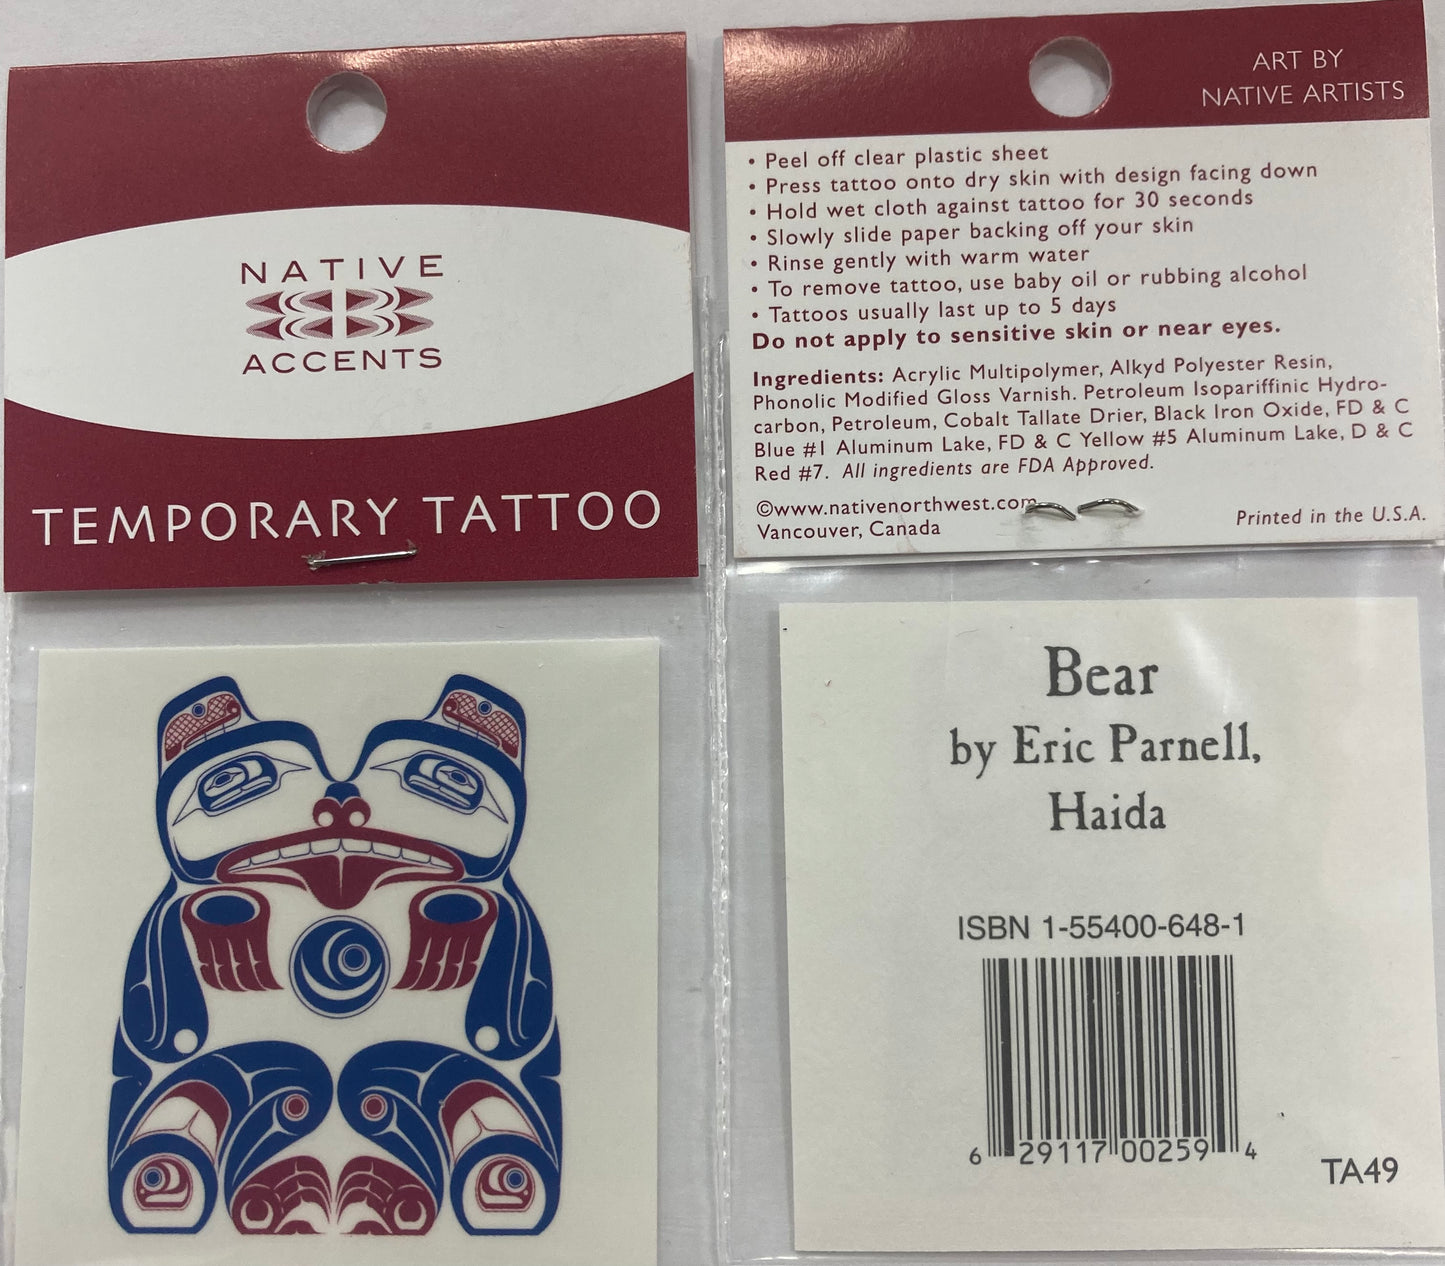 NATIVE
ACCENTS
TEMPORARY TATTOO
ART BY
NATIVE ARTISTS
• Peel off clear plastic sheet
• Press tattoo onto dry skin with design facing down
• Hold wet cloth against tattoo for 30 seconds
• Slowly slide paper backing off your skin
• Rinse gently with warm water
• To remove tattoo, use baby oil or rubbing alcohol
• Tattoos usually last up to 5 days
Do not apply to sensitive skin or near eyes.
Ingredients: Acrylic Multipolymer, Alkyd Polyester Resin,
Phonolic Modified Gloss Varnish. Petroleum Isopariffinic Hydro-
carbon, Petroleum, Cobalt Tallate Drier, Black Iron Oxide, FD & C
Blue #1 Aluminum Lake, FD & C Yellow #5 Aluminum Lake, D & C
Red #7. All ingredients are FDA Approved.
©www.nativenorthwest.com
Vancouver, Canada
Printed in the U.S.A.
Bear
by Eric Parnell,
Haida
ISBN 1-55400-648-1
6 29117 00259 4
TA49